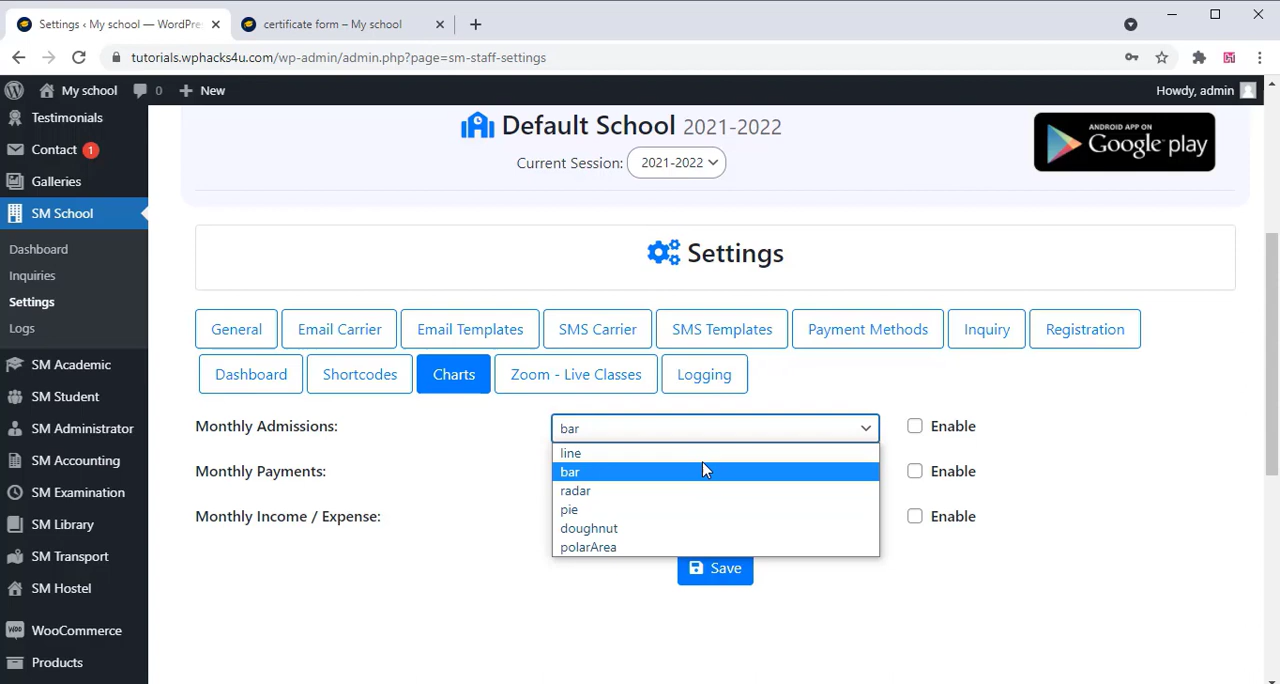 Settings ‹ My school — WordPre
certificate form – My school
tutorials.wphacks4u.com/wp-admin/admin.php?page=sm-staff-settings
My school 0 New Howdy, admin
Testimonials
Contact 1
Galleries
SM School
Dashboard
Inquiries
Settings
Logs
SM Academic
SM Student
SM Administrator
SM Accounting
SM Examination
SM Library
SM Transport
SM Hostel
WooCommerce
Products
Default School 2021-2022
Current Session: 2021-2022
ANDROID APP ON
Google play
Settings
General Email Carrier Email Templates SMS Carrier SMS Templates Payment Methods Inquiry Registration
Dashboard Shortcodes Charts Zoom - Live Classes Logging
Monthly Admissions: bar Enable
line
bar
Monthly Payments: Enable
radar
pie
Monthly Income / Expense: Enable
doughnut
polarArea
Save